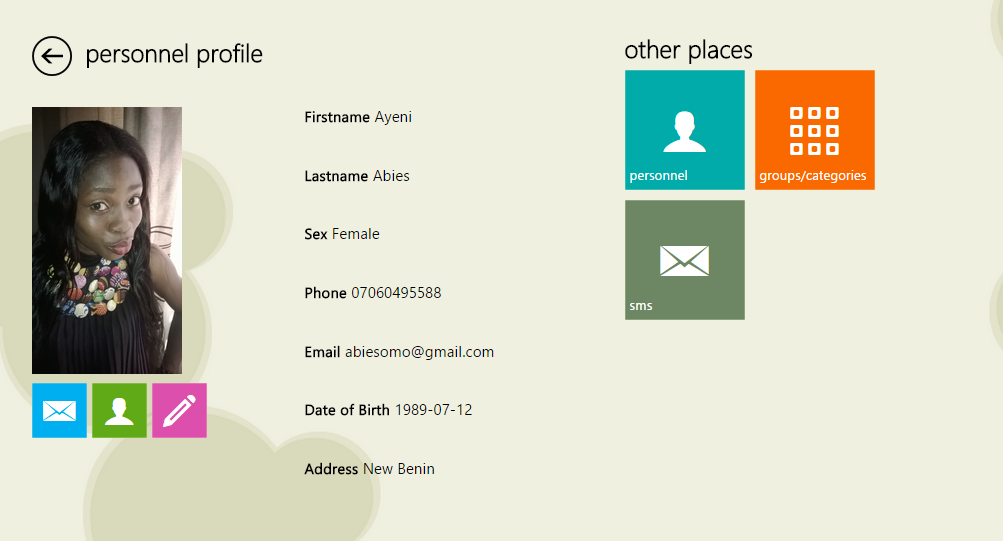 personnel profile
Firstname Ayeni
Lastname Abies
Sex Female
Phone 07060495588
Email abiesomo@gmail.com
Date of Birth 1989-07-12
Address New Benin
other places
personnel
groups/categories
sms